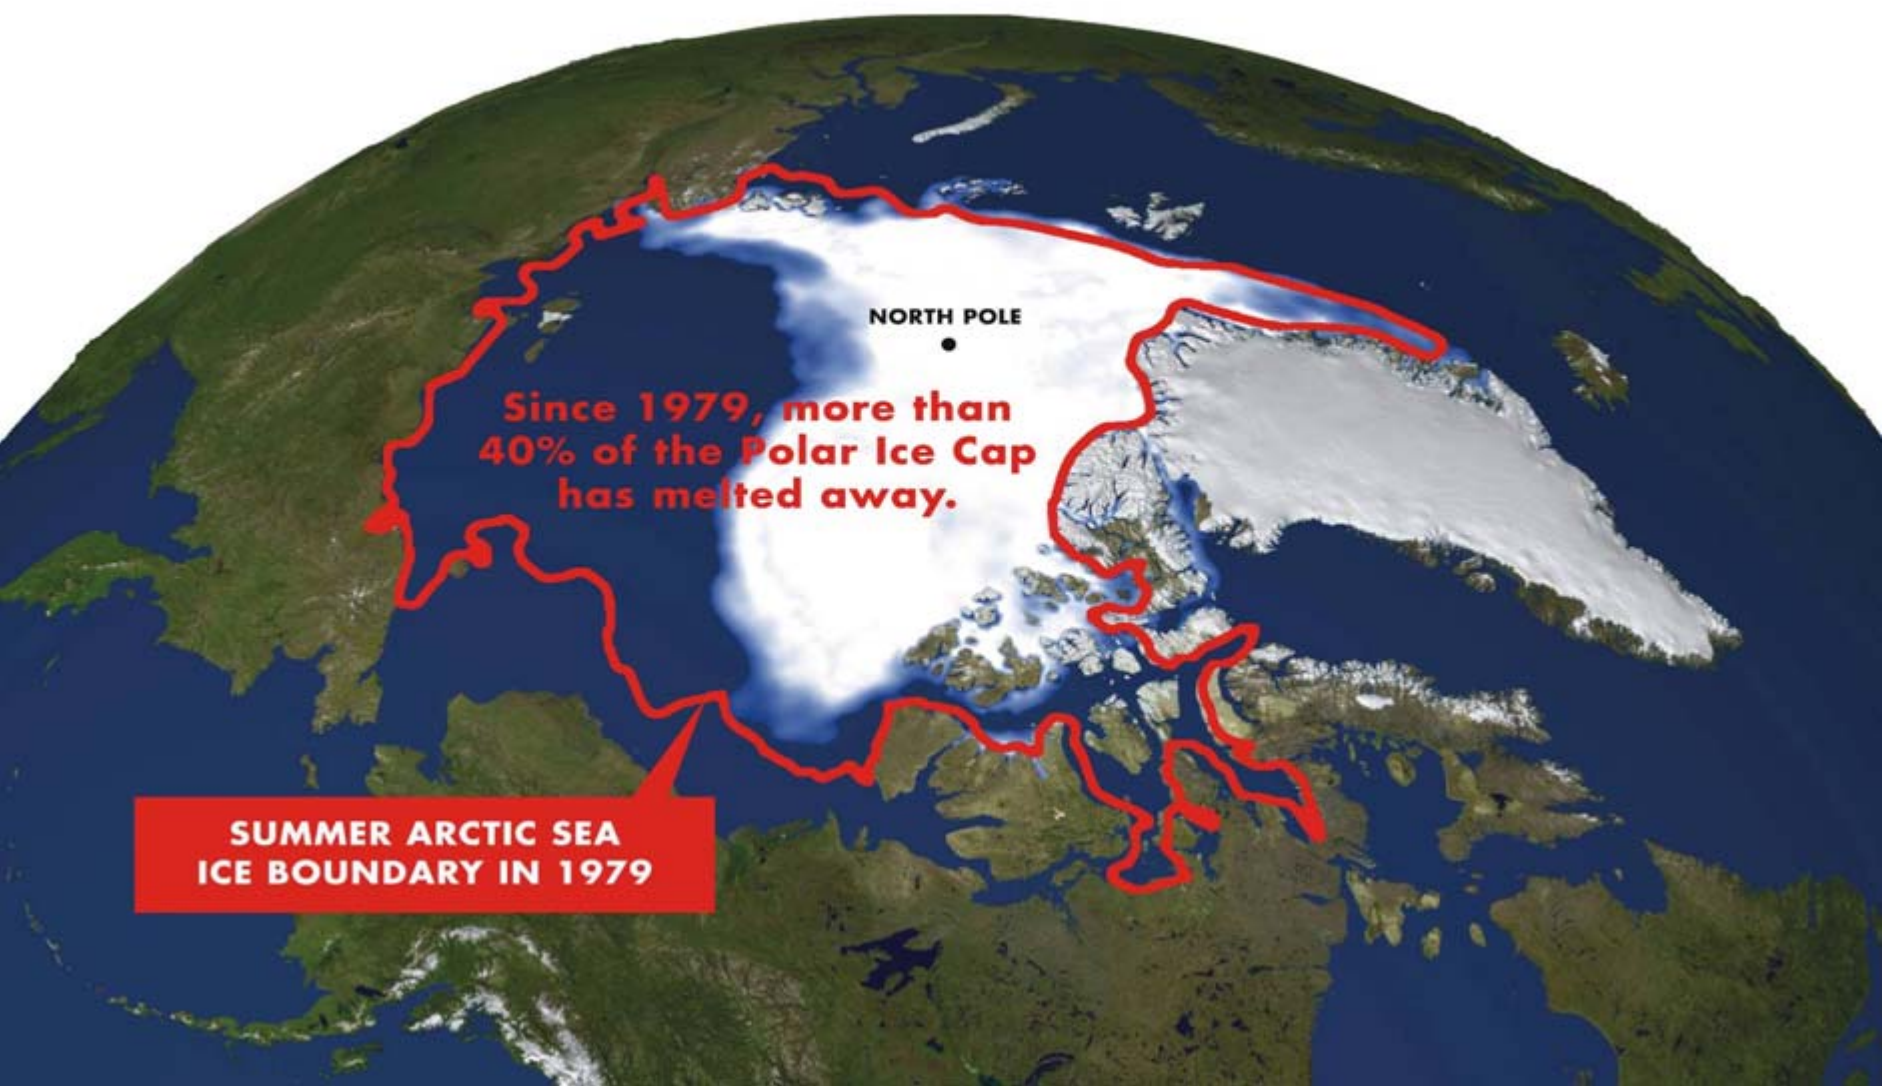 NORTH POLE
Since 1979, more than
40% of the Polar Ice Cap
has melted away.
SUMMER ARCTIC SEA
ICE BOUNDARY IN 1979